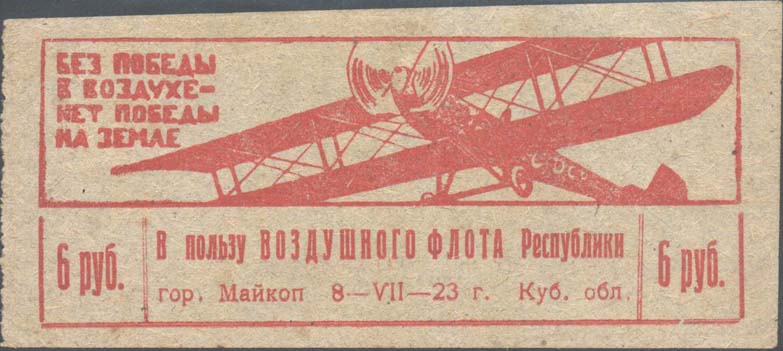 БЕЗ ПОБЕДЫ
В ВОЗДУХЕ—
НЕТ ПОБЕДЫ
НА ЗЕМЛЕ
6 руб.
В пользу ВОЗДУШНОГО ФЛОТА Республики
гор. Майкоп 8—VII—23 г. Куб. обл.
6 руб.